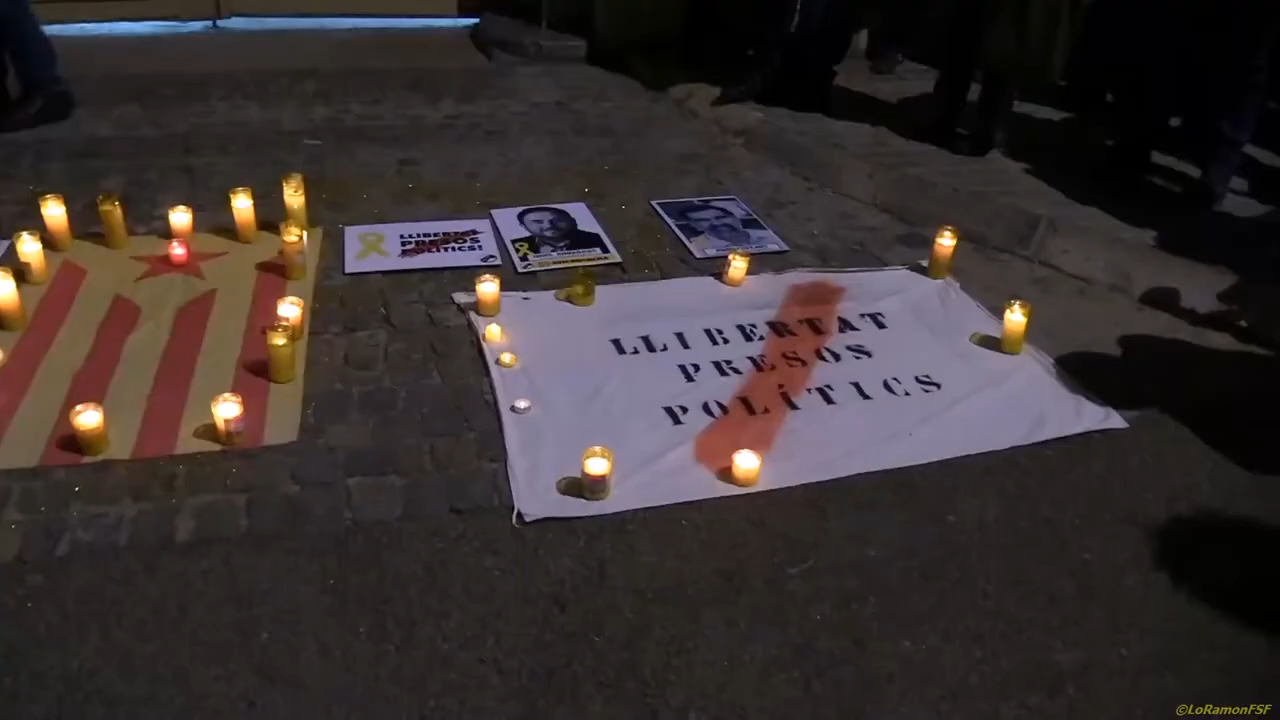 LLIBERTAT
PRESOS
POLÍTICS!
LLIBERTAT
PRESOS
POLÍTICS
©LoRamonFSF